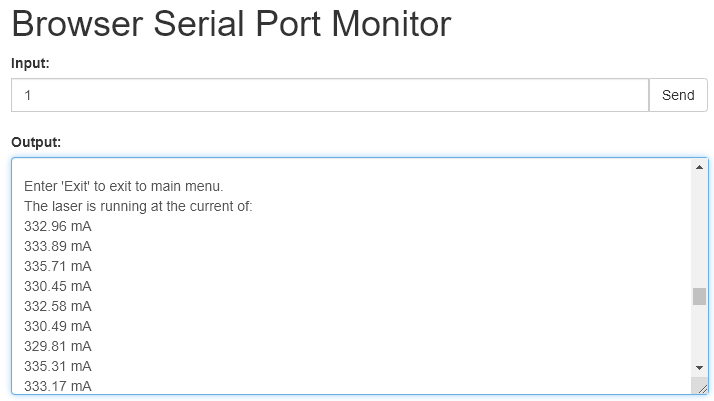 Browser Serial Port Monitor
Input:
1
Send
Output:
Enter 'Exit' to exit to main menu.
The laser is running at the current of:
332.96 mA
333.89 mA
335.71 mA
330.45 mA
332.58 mA
330.49 mA
329.81 mA
335.31 mA
333.17 mA